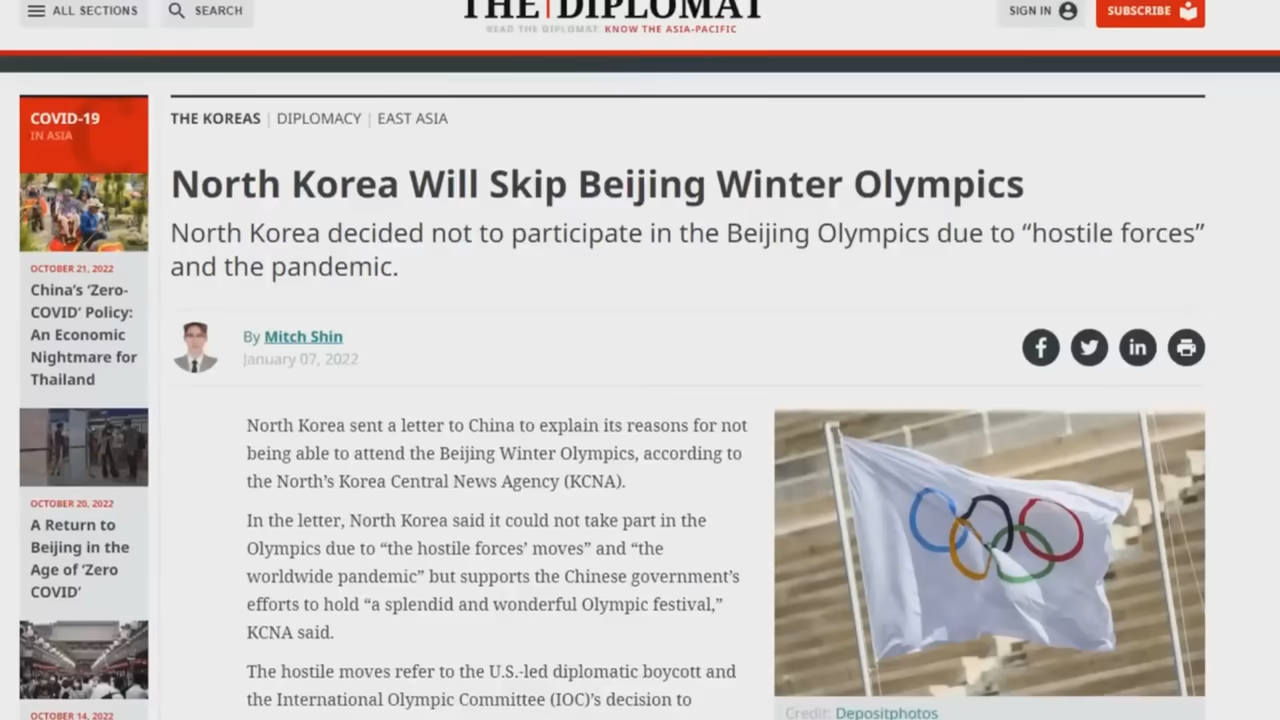 ALL SECTIONS
SEARCH
THE DIPLOMAT
READ THE DIPLOMAT, KNOW THE ASIA-PACIFIC
SIGN IN
SUBSCRIBE
COVID-19
IN ASIA
OCTOBER 21, 2022
China's 'Zero-
COVID' Policy:
An Economic
Nightmare for
Thailand
OCTOBER 20, 2022
A Return to
Beijing in the
Age of 'Zero
COVID'
OCTOBER 14, 2022
THE KOREAS | DIPLOMACY | EAST ASIA
North Korea Will Skip Beijing Winter Olympics
North Korea decided not to participate in the Beijing Olympics due to “hostile forces”
and the pandemic.
By Mitch Shin
January 07, 2022
North Korea sent a letter to China to explain its reasons for not
being able to attend the Beijing Winter Olympics, according to
the North's Korea Central News Agency (KCNA).
In the letter, North Korea said it could not take part in the
Olympics due to “the hostile forces' moves” and “the
worldwide pandemic” but supports the Chinese government's
efforts to hold “a splendid and wonderful Olympic festival,”
KCNA said.
The hostile moves refer to the U.S.-led diplomatic boycott and
the International Olympic Committee (IOC)'s decision to
Credit: Depositphotos